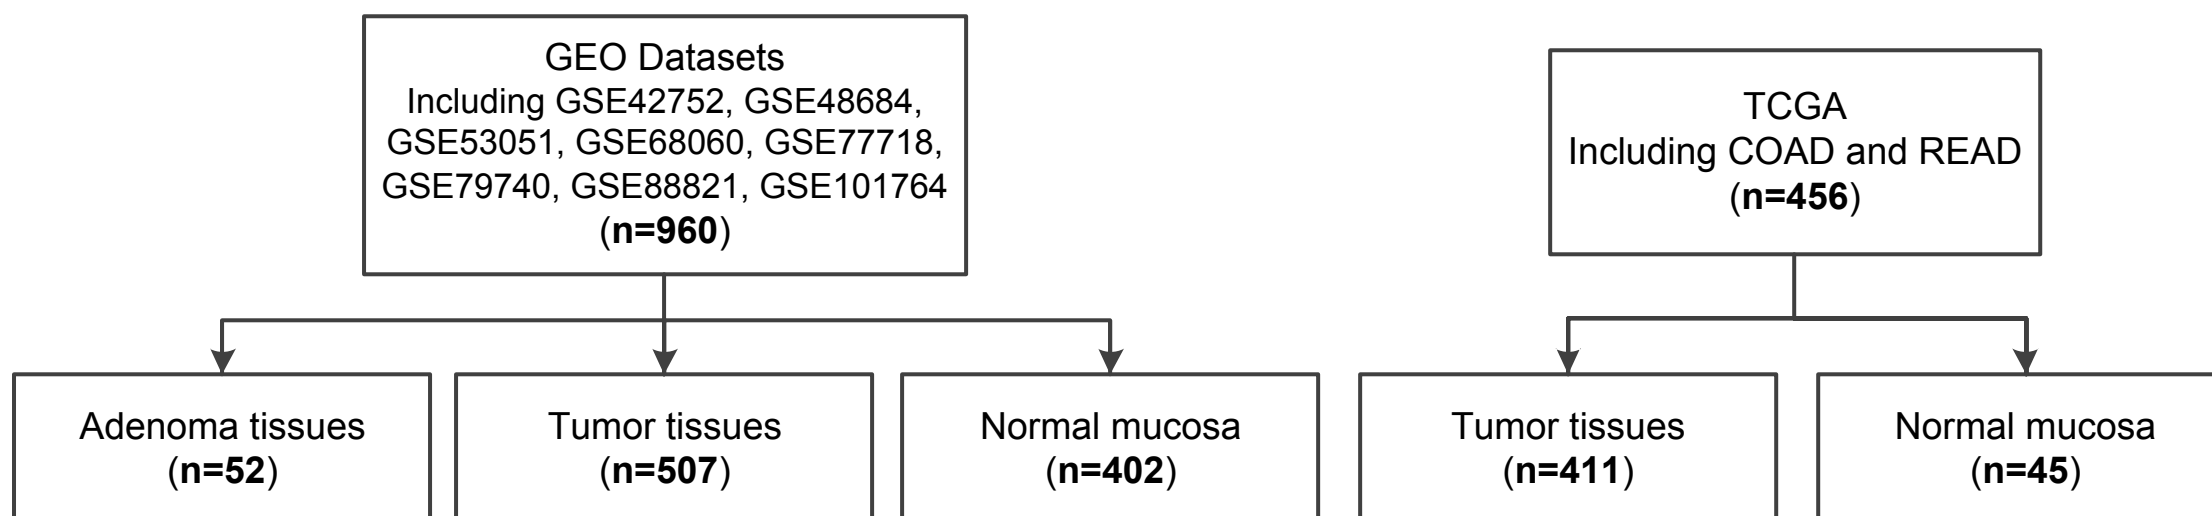 GEO Datasets
Including GSE42752, GSE48684,
GSE53051, GSE68060, GSE77718,
GSE79740, GSE88821, GSE101764
(n=960)
TCGA
Including COAD and READ
(n=456)
Adenoma tissues
(n=52)
Tumor tissues
(n=507)
Normal mucosa
(n=402)
Tumor tissues
(n=411)
Normal mucosa
(n=45)